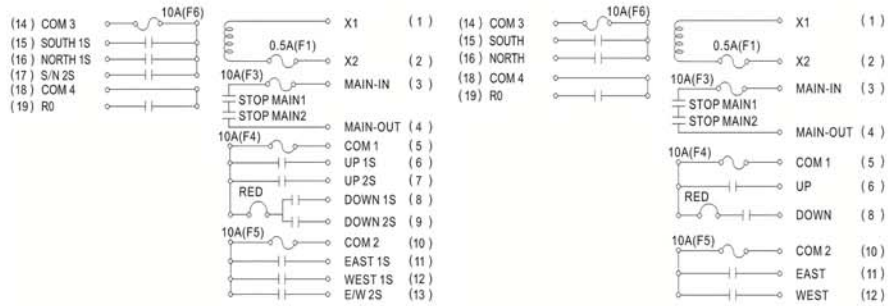 10A(F6)
(14) COM 3
(15) SOUTH 1S
(16) NORTH 1S
(17) S/N 2S
(18) COM 4
(19) R0
X1 (1)
0.5A(F1)
X2 (2)
10A(F3)
MAIN-IN (3)
STOP MAIN1
STOP MAIN2
MAIN-OUT (4)
10A(F4)
COM 1 (5)
UP 1S (6)
UP 2S (7)
RED
DOWN 1S (8)
DOWN 2S (9)
10A(F5)
COM 2 (10)
EAST 1S (11)
WEST 1S (12)
E/W 2S (13)
10A(F6)
(14) COM 3
(15) SOUTH
(16) NORTH
(18) COM 4
(19) R0
X1 (1)
0.5A(F1)
X2 (2)
10A(F3)
MAIN-IN (3)
STOP MAIN1
STOP MAIN2
MAIN-OUT (4)
10A(F4)
COM 1 (5)
UP (6)
RED
DOWN (8)
10A(F5)
COM 2 (10)
EAST (11)
WEST (12)